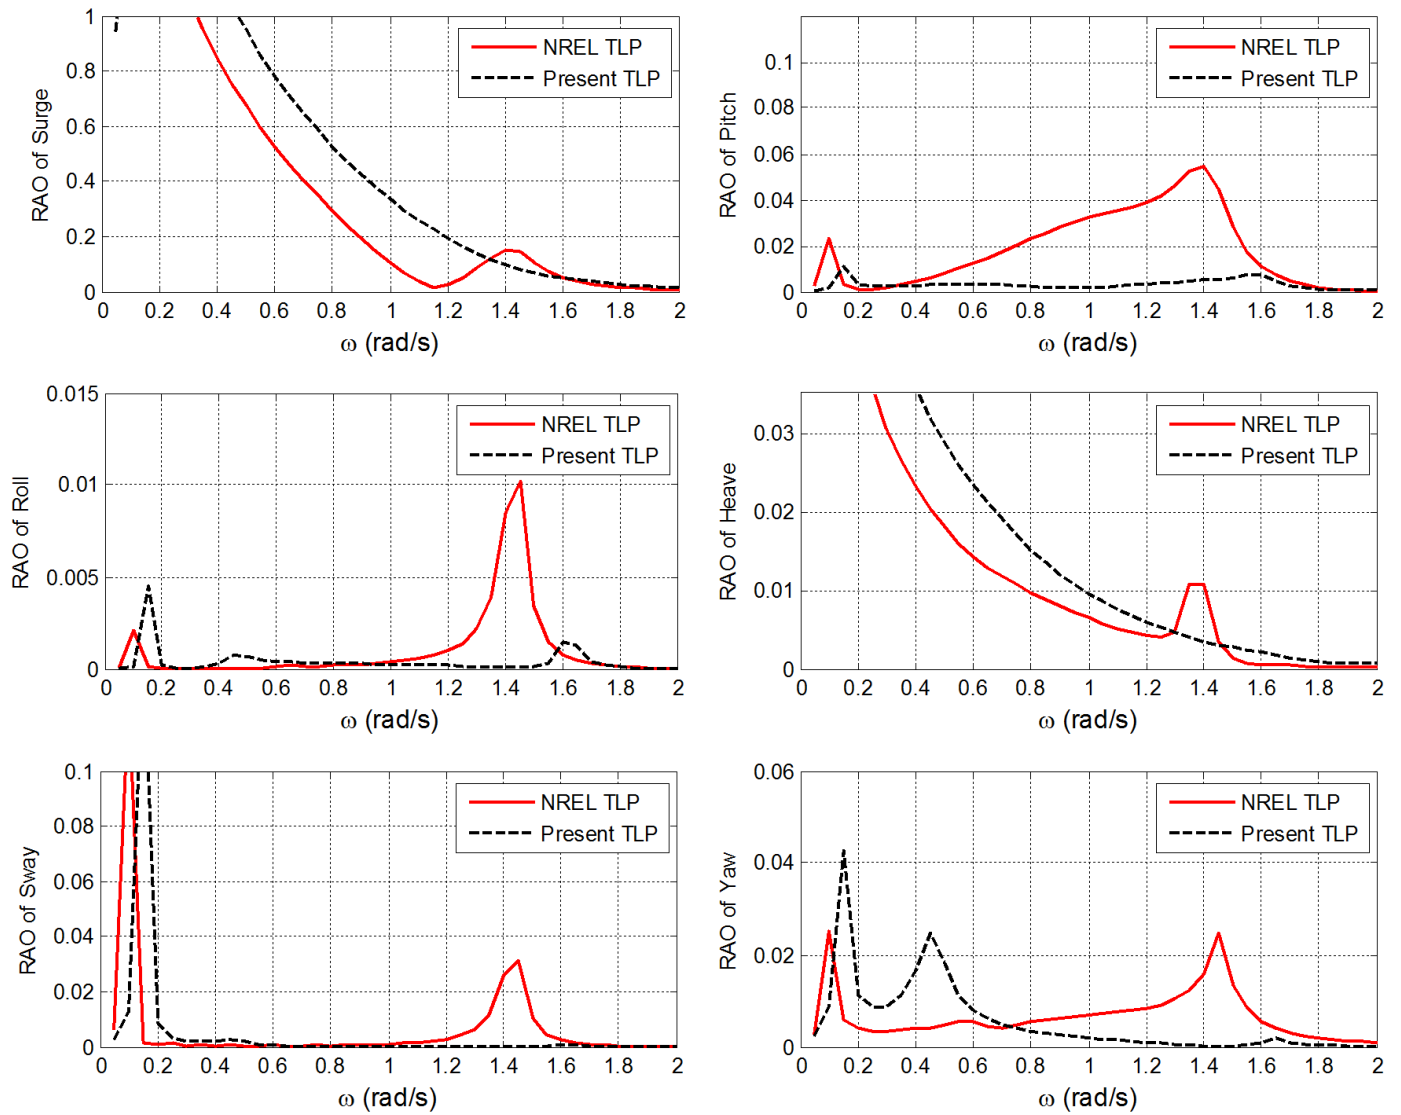 RAO of Surge
1
0.8
0.6
0.4
0.2
0
NREL TLP
Present TLP
0 0.2 0.4 0.6 0.8 1 1.2 1.4 1.6 1.8 2
ω (rad/s)
RAO of Pitch
0.1
0.08
0.06
0.04
0.02
0
NREL TLP
Present TLP
0 0.2 0.4 0.6 0.8 1 1.2 1.4 1.6 1.8 2
ω (rad/s)
RAO of Roll
0.015
0.01
0.005
0
NREL TLP
Present TLP
0 0.2 0.4 0.6 0.8 1 1.2 1.4 1.6 1.8 2
ω (rad/s)
RAO of Heave
0.03
0.02
0.01
0
NREL TLP
Present TLP
0 0.2 0.4 0.6 0.8 1 1.2 1.4 1.6 1.8 2
ω (rad/s)
RAO of Sway
0.1
0.08
0.06
0.04
0.02
0
NREL TLP
Present TLP
0 0.2 0.4 0.6 0.8 1 1.2 1.4 1.6 1.8 2
ω (rad/s)
RAO of Yaw
0.06
0.04
0.02
0
NREL TLP
Present TLP
0 0.2 0.4 0.6 0.8 1 1.2 1.4 1.6 1.8 2
ω (rad/s)